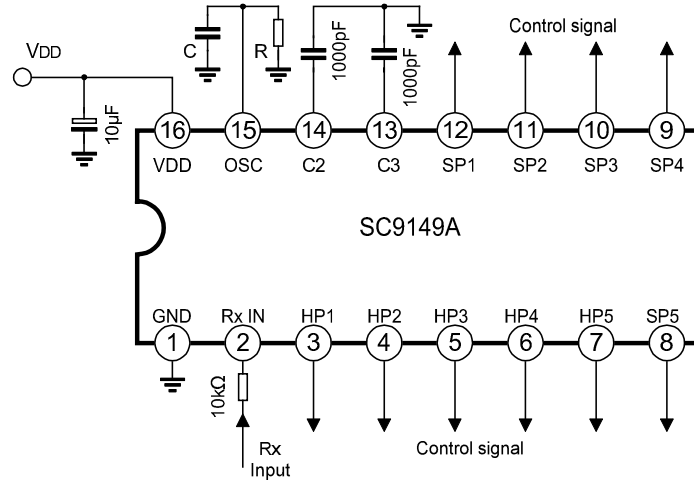 Control signal
VDD
C
R
1000pF
1000pF
10μF
16 15 14 13 12 11 10 9
VDD OSC C2 C3 SP1 SP2 SP3 SP4
SC9149A
GND Rx IN HP1 HP2 HP3 HP4 HP5 SP5
1 2 3 4 5 6 7 8
10kΩ
Rx
Input
Control signal